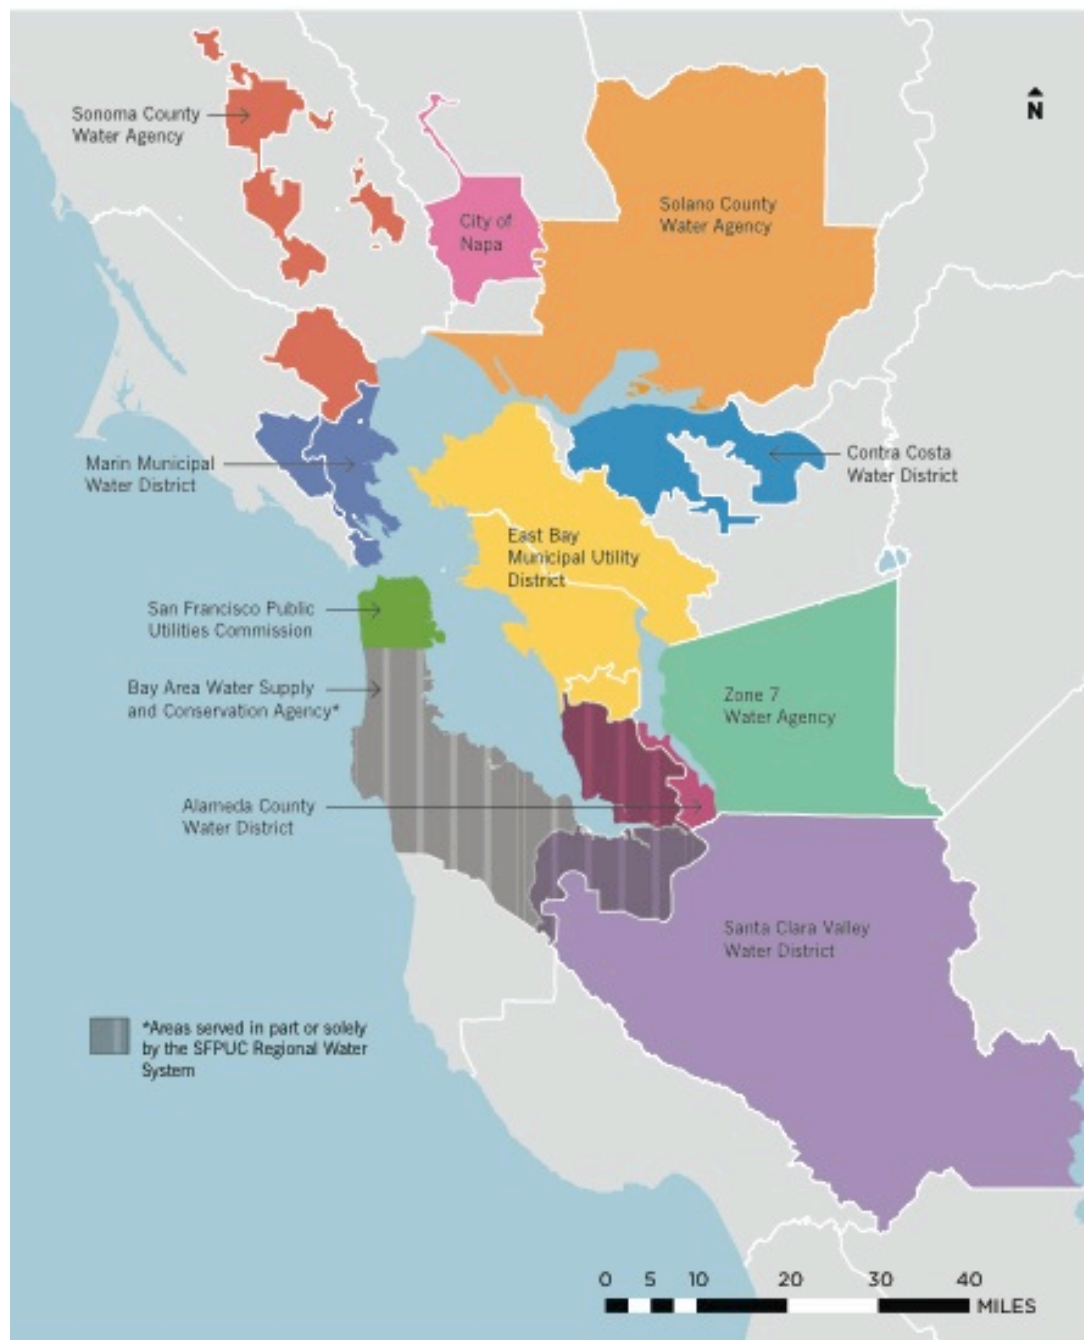 N
Sonoma County
Water Agency
City of
Napa
Solano County
Water Agency
Marin Municipal
Water District
Contra Costa
Water District
East Bay
Municipal Utility
District
San Francisco Public
Utilities Commission
Bay Area Water Supply
and Conservation Agency*
Zone 7
Water Agency
Alameda County
Water District
Santa Clara Valley
Water District
*Areas served in part or solely
by the SFPUC Regional Water
System
0 5 10 20 30 40
MILES